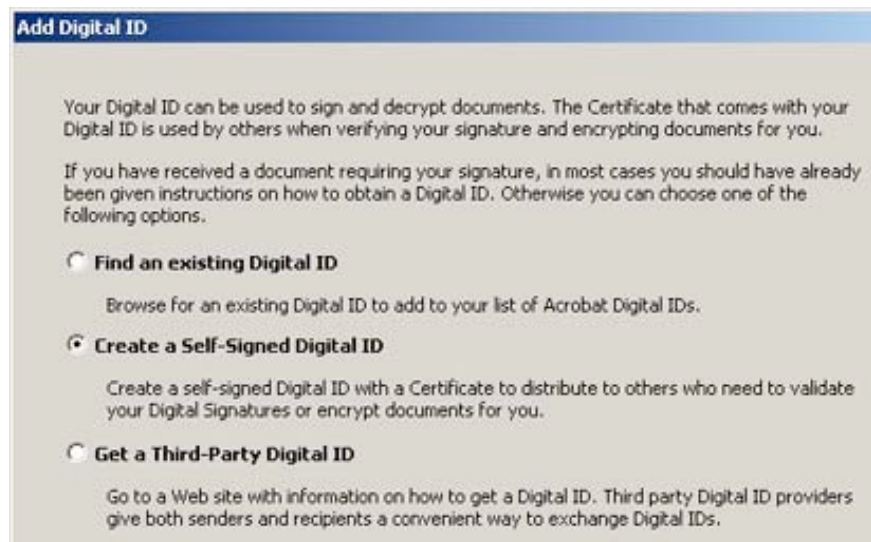 Add Digital ID
Your Digital ID can be used to sign and decrypt documents. The Certificate that comes with your
Digital ID is used by others when verifying your signature and encrypting documents for you.
If you have received a document requiring your signature, in most cases you should have already
been given instructions on how to obtain a Digital ID. Otherwise you can choose one of the
following options.
Find an existing Digital ID
Browse for an existing Digital ID to add to your list of Acrobat Digital IDs.
Create a Self-Signed Digital ID
Create a self-signed Digital ID with a Certificate to distribute to others who need to validate
your Digital Signatures or encrypt documents for you.
Get a Third-Party Digital ID
Go to a Web site with information on how to get a Digital ID. Third party Digital ID providers
give both senders and recipients a convenient way to exchange Digital IDs.